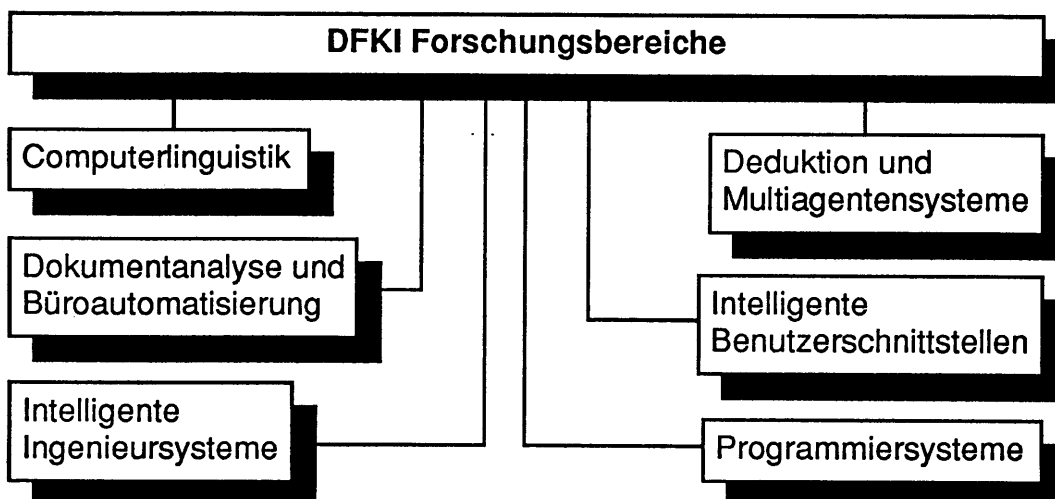 DFKI Forschungsbereiche
Computerlinguistik
Dokumentanalyse und
Büroautomatisierung
Intelligente
Ingenieursysteme
Deduktion und
Multiagentensysteme
Intelligente
Benutzerschnittstellen
Programmiersysteme